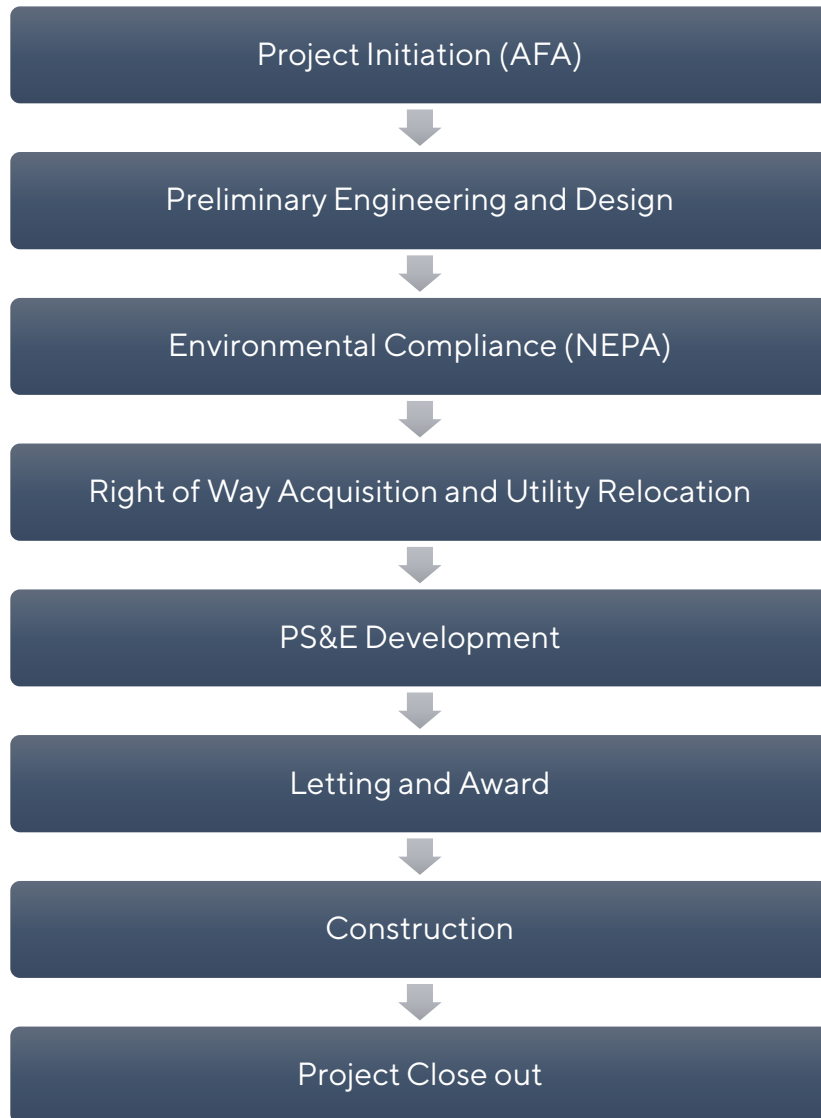 Project Initiation (AFA)
Preliminary Engineering and Design
Environmental Compliance (NEPA)
Right of Way Acquisition and Utility Relocation
PS&E Development
Letting and Award
Construction
Project Close out